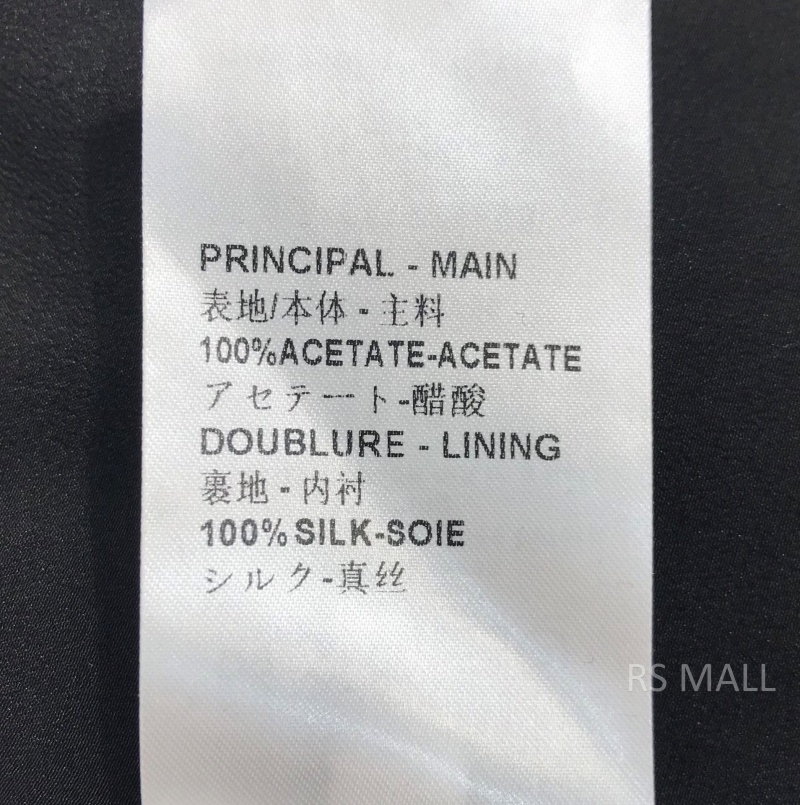 PRINCIPAL - MAIN
表地/本体 - 主料
100%ACETATE-ACETATE
アセテート-醋酸
DOUBLURE - LINING
裏地 - 内衬
100%SILK-SOIE
シルク-真丝
RS MALL